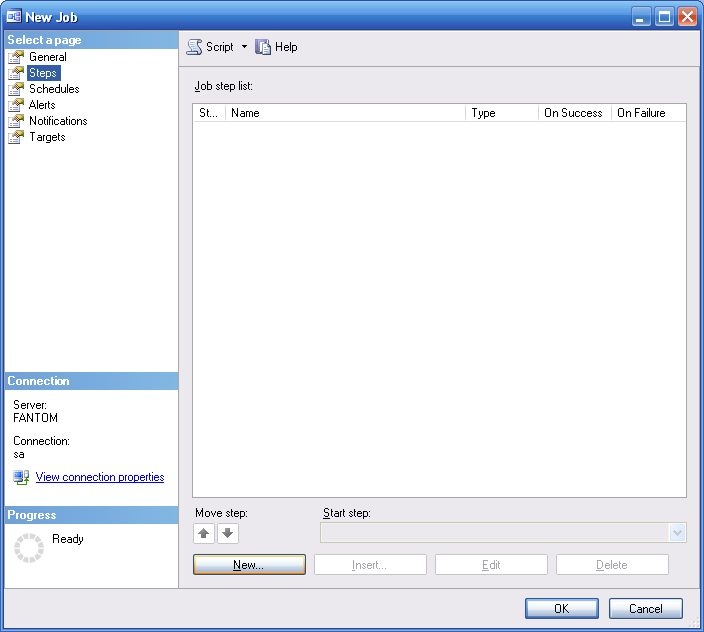 New Job
Select a page
General
Steps
Schedules
Alerts
Notifications
Targets
Script Help
Job step list:
St... Name Type On Success On Failure
Connection
Server:
FANTOM
Connection:
sa
View connection properties
Progress
Ready
Move step: Start step:
New... Insert... Edit Delete
OK Cancel